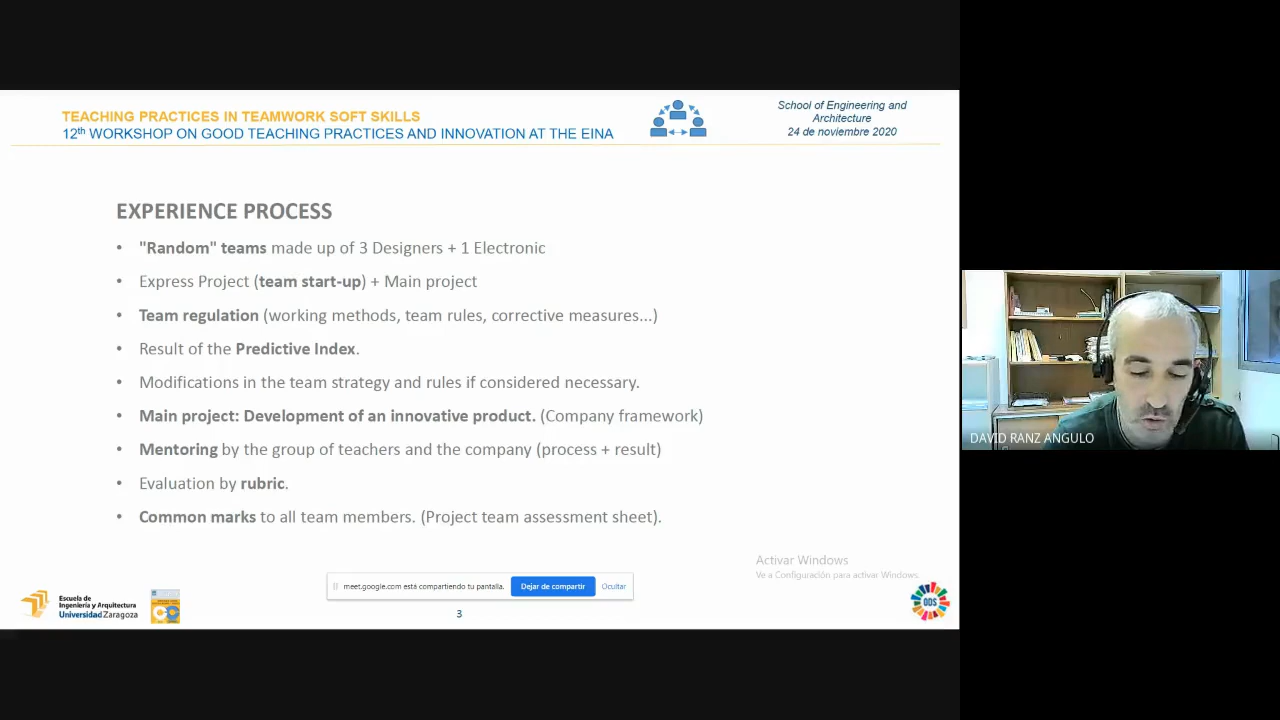 TEACHING PRACTICES IN TEAMWORK SOFT SKILLS
12th WORKSHOP ON GOOD TEACHING PRACTICES AND INNOVATION AT THE EINA
School of Engineering and
Architecture
24 de noviembre 2020
EXPERIENCE PROCESS
• "Random" teams made up of 3 Designers + 1 Electronic
• Express Project (team start-up) + Main project
• Team regulation (working methods, team rules, corrective measures...)
• Result of the Predictive Index.
• Modifications in the team strategy and rules if considered necessary.
• Main project: Development of an innovative product. (Company framework)
• Mentoring by the group of teachers and the company (process + result)
• Evaluation by rubric.
• Common marks to all team members. (Project team assessment sheet).
DAVID RANZ ANGULO
Activar Windows
Ve a Configuración para activar Windows.
meet.google.com está compartiendo tu pantalla. Dejar de compartir Ocultar
Escuela de
Ingeniería y Arquitectura
Universidad Zaragoza
3
ODS